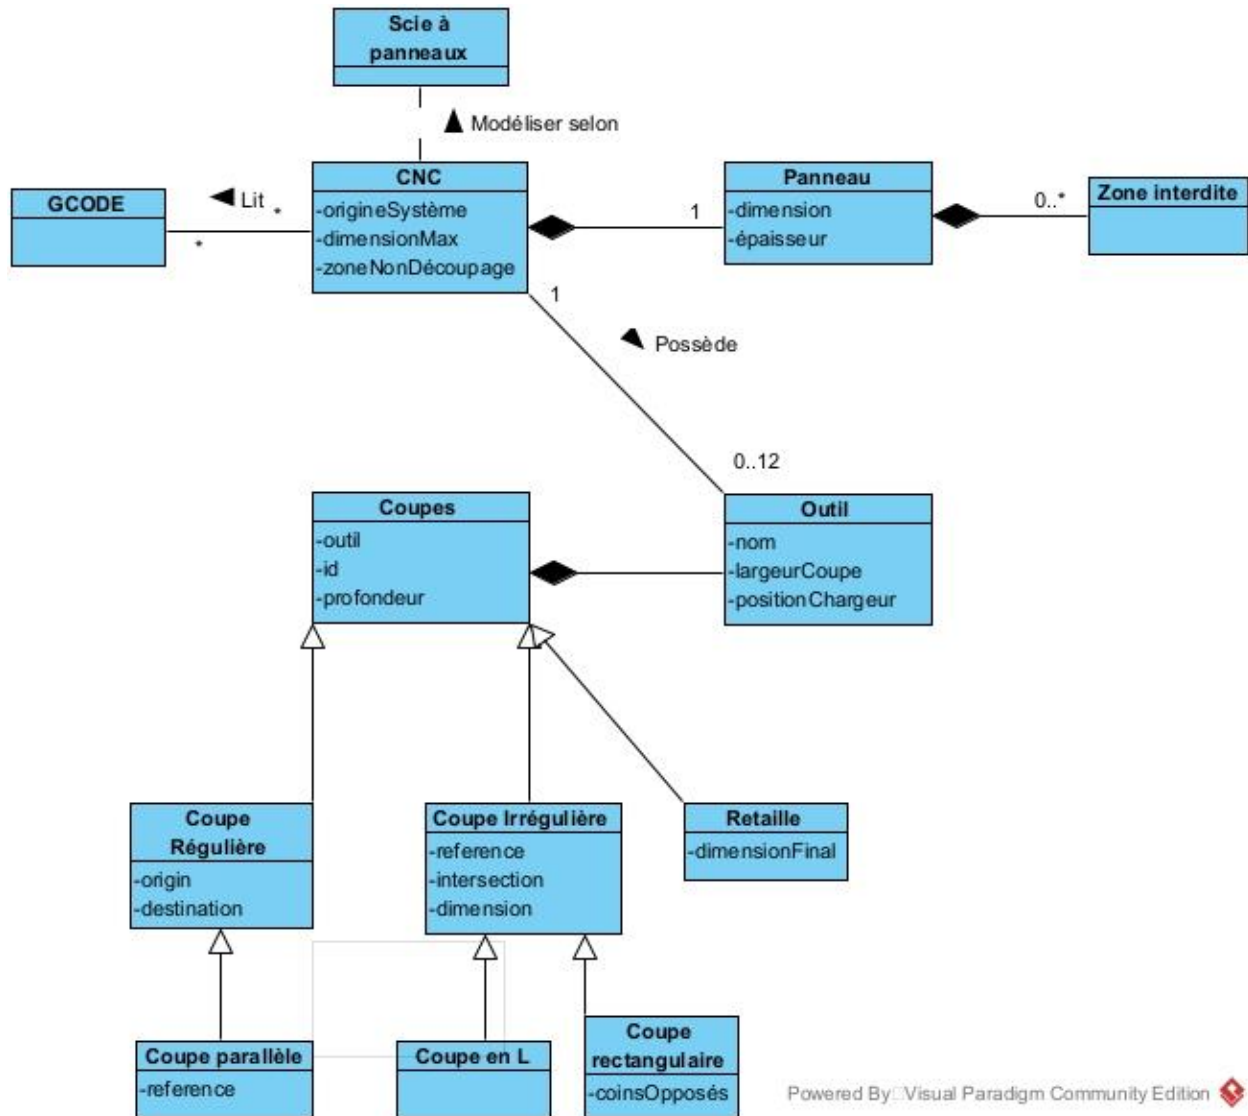 Scie à
panneaux
Modéliser selon
CNC
-origineSystème
-dimensionMax
-zoneNonDécoupage
GCODE
Lit
*
*
1
Panneau
-dimension
-épaisseur
0..*
Zone interdite
1
Possède
0..12
Coupes
-outil
-id
-profondeur
Outil
-nom
-largeurCoupe
-positionChargeur
Coupe
Régulière
-origin
-destination
Coupe Irrégulière
-reference
-intersection
-dimension
Retaille
-dimensionFinal
Coupe parallèle
-reference
Coupe en L
Coupe
rectangulaire
-coinsOpposés
Powered By Visual Paradigm Community Edition